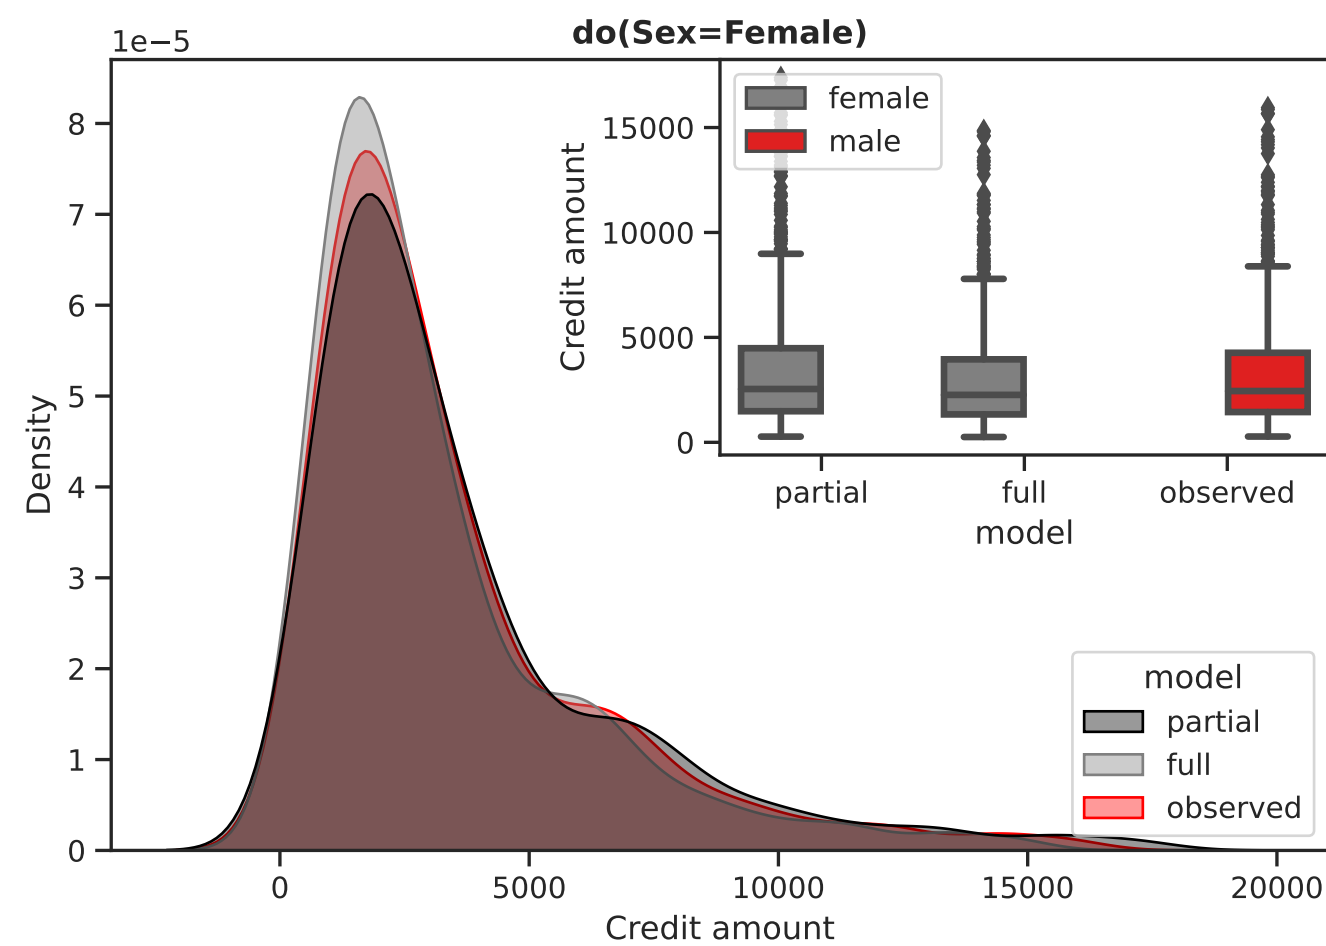 do(Sex=Female)
1e−5
8
7
6
5
4
3
2
1
0
Density
0
5000
10000
15000
20000
Credit amount
15000
10000
5000
0
Credit amount
female
male
partial
full
observed
model
model
partial
full
observed